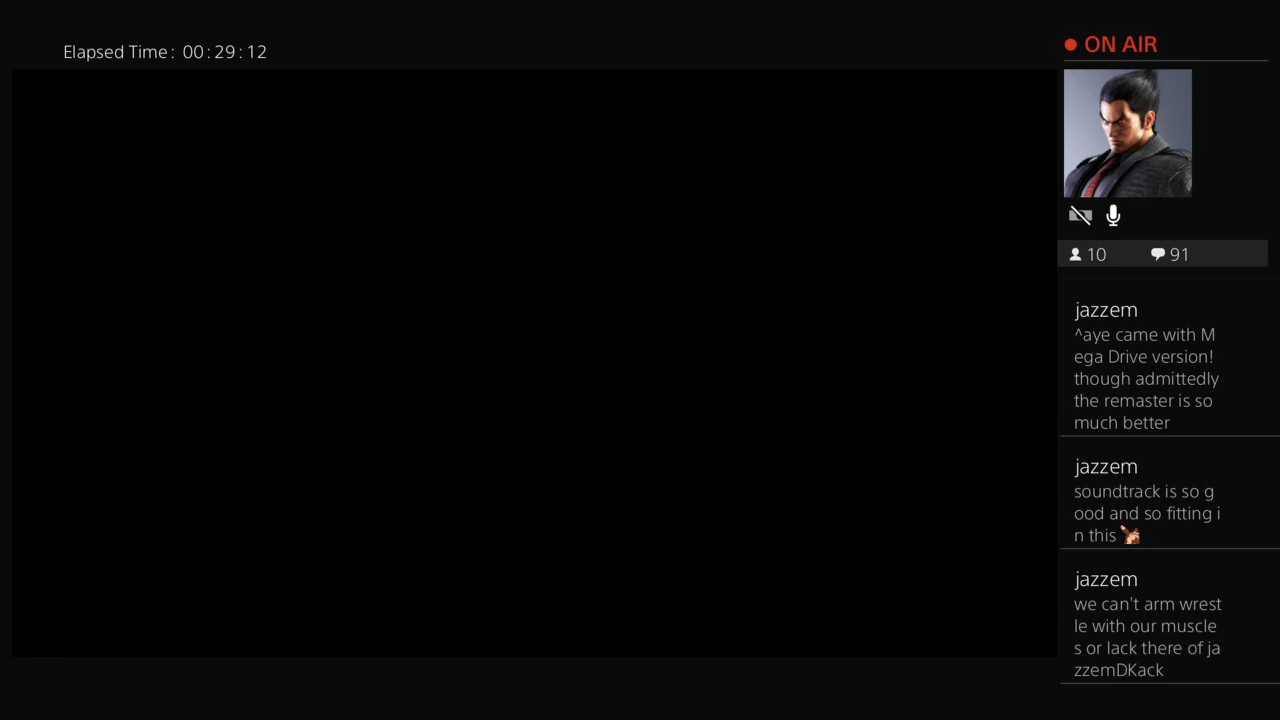 Elapsed Time: 00:29:12
ON AIR
10 91
jazzem
^aye came with M
ega Drive version!
though admittedly
the remaster is so
much better
jazzem
soundtrack is so g
ood and so fitting i
n this
jazzem
we can't arm wrest
le with our muscle
s or lack there of ja
zzemDKack